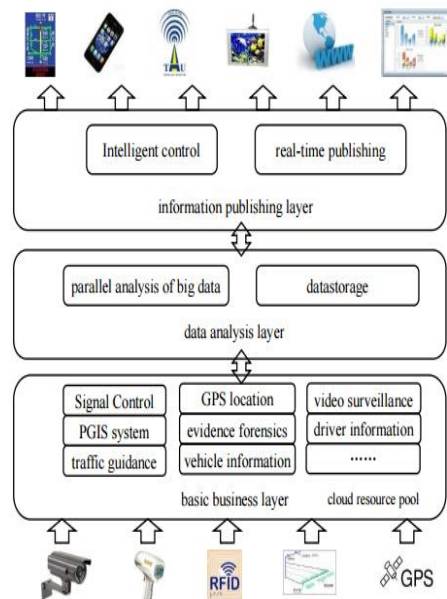 TAU
WWW
Intelligent control
real-time publishing
information publishing layer
parallel analysis of big data
datastorage
data analysis layer
Signal Control
GPS location
video surveillance
PGIS system
evidence forensics
driver information
traffic guidance
vehicle information
······
basic business layer
cloud resource pool
RFiD
GPS